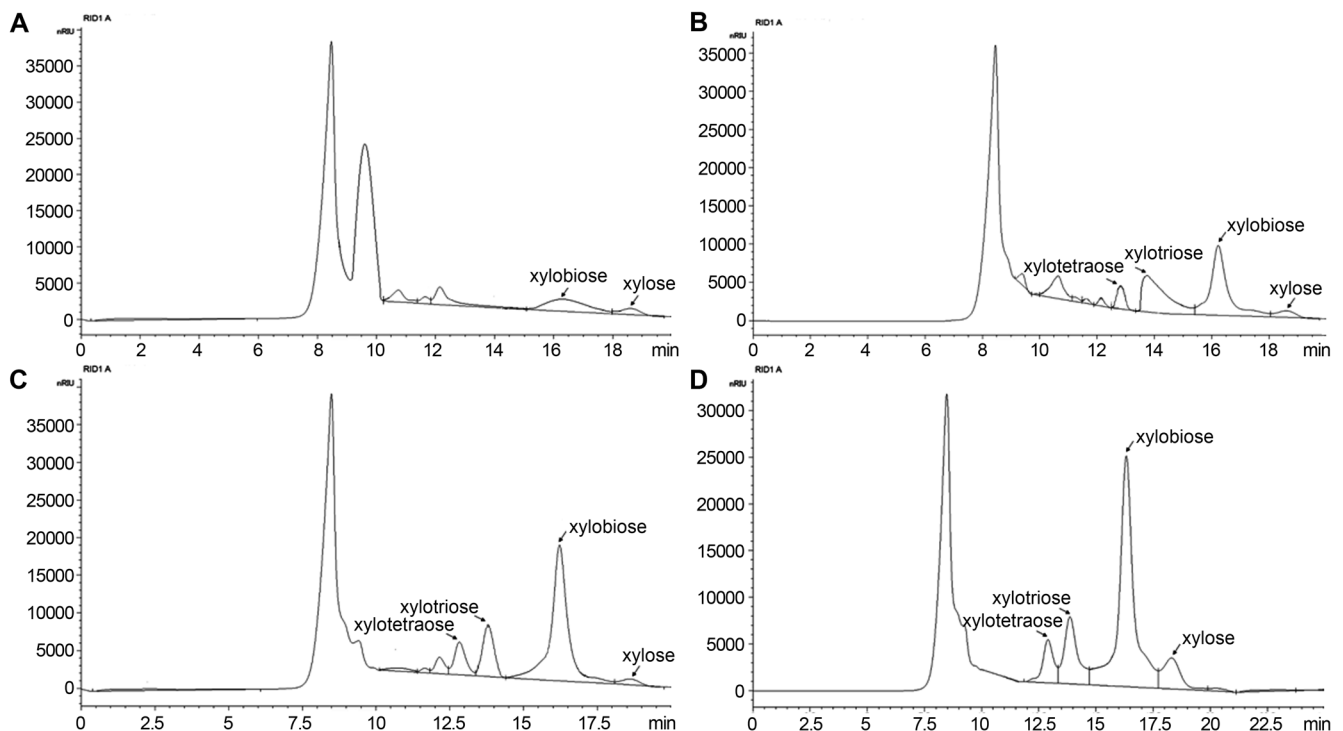 A
RID1 A
nRIU
35000
30000
25000
20000
15000
10000
5000
0
xylobiose
xylose
0 2 4 6 8 10 12 14 16 18 min
B
RID1 A
nRIU
35000
30000
25000
20000
15000
10000
5000
0
xylotetraose
xylotriose
xylobiose
xylose
0 2 4 6 8 10 12 14 16 18 min
C
RID1 A
nRIU
35000
30000
25000
20000
15000
10000
5000
0
xylotetraose
xylotriose
xylobiose
xylose
0 2.5 5 7.5 10 12.5 15 17.5 min
D
RID1 A
nRIU
30000
25000
20000
15000
10000
5000
0
xylotetraose
xylotriose
xylobiose
xylose
0 2.5 5 7.5 10 12.5 15 17.5 20 22.5 min